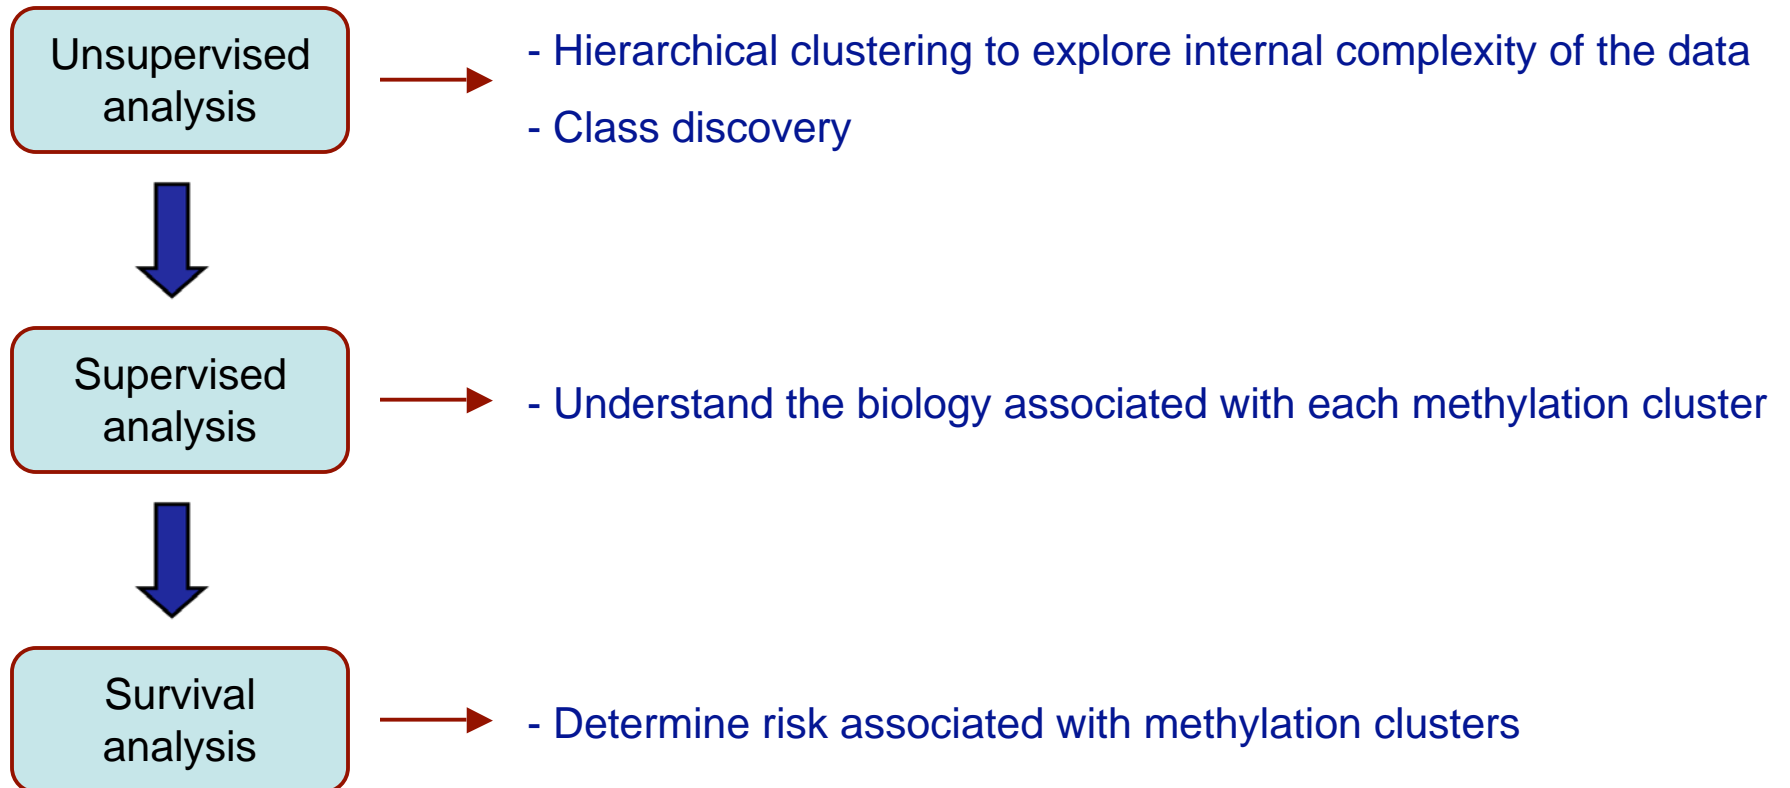 Unsupervised
analysis
- Hierarchical clustering to explore internal complexity of the data
- Class discovery
Supervised
analysis
- Understand the biology associated with each methylation cluster
Survival
analysis
- Determine risk associated with methylation clusters